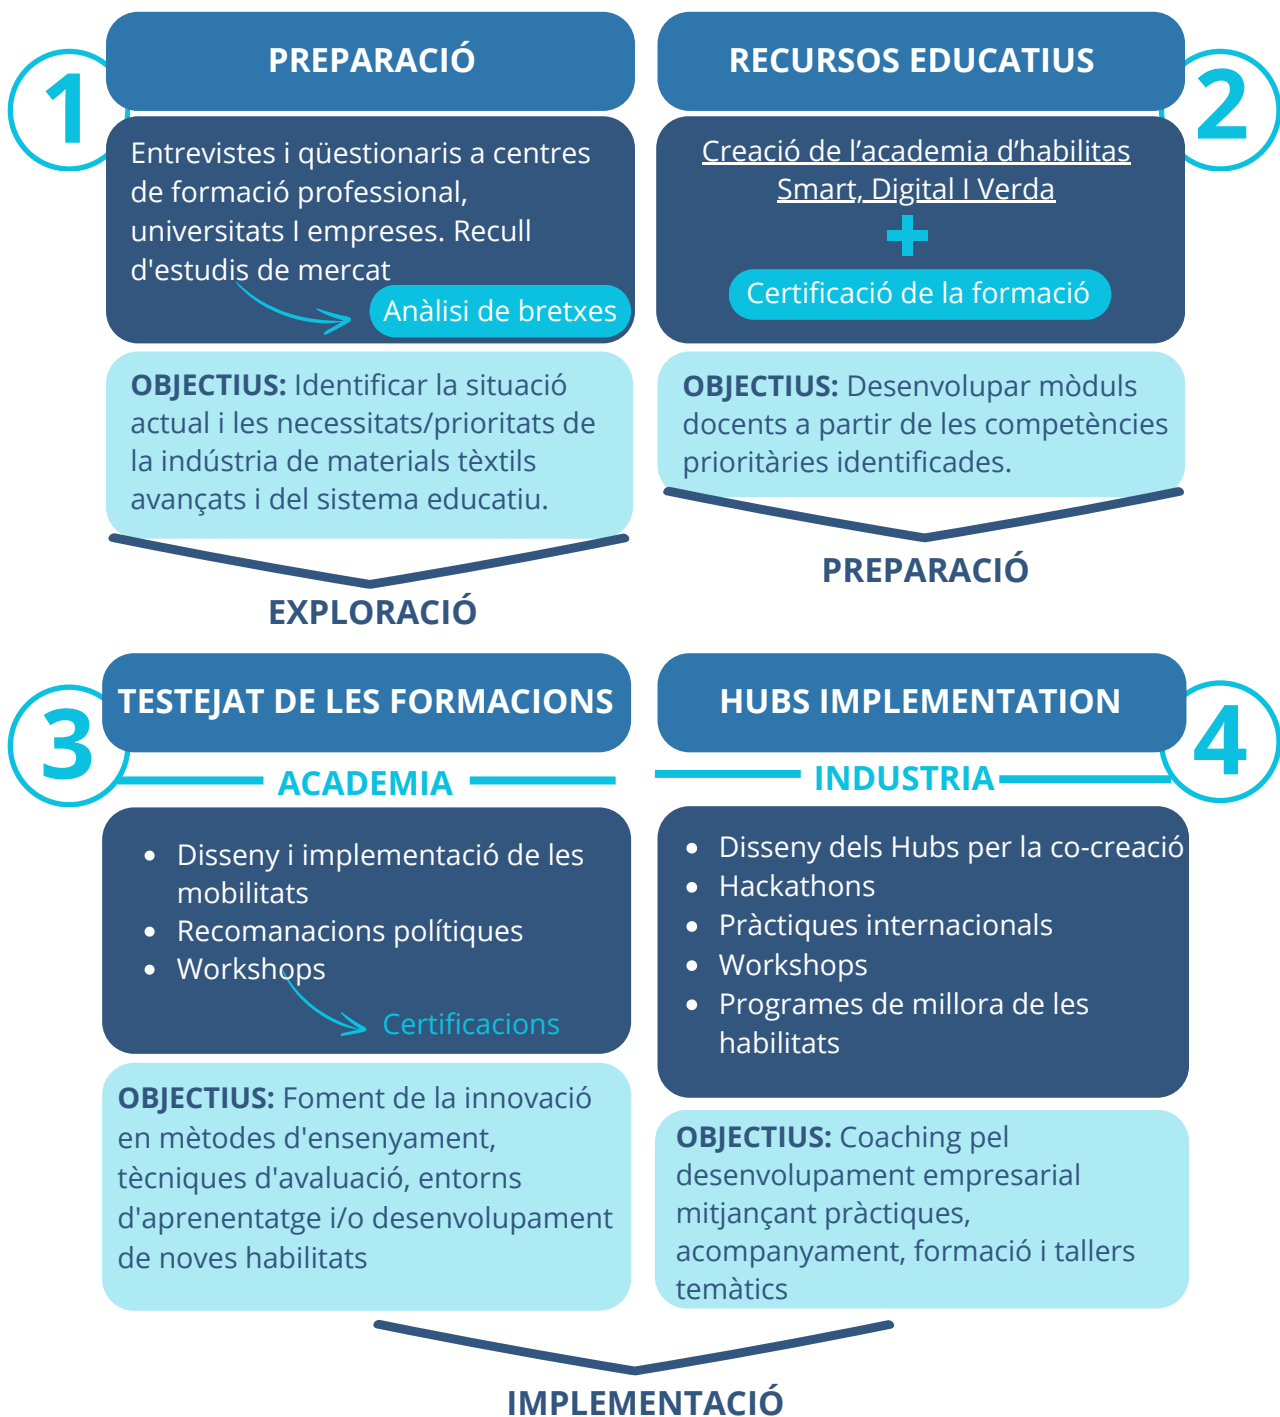 1
PREPARACIÓ
Entrevistes i qüestionaris a centres
de formació professional,
universitats I empreses. Recull
d'estudis de mercat
Anàlisi de bretxes
OBJECTIUS: Identificar la situació
actual i les necessitats/prioritats de
la indústria de materials tèxtils
avançats i del sistema educatiu.
EXPLORACIÓ
2
RECURSOS EDUCATIUS
Creació de l’academia d’habilitas
Smart, Digital I Verda
Certificació de la formació
OBJECTIUS: Desenvolupar mòduls
docents a partir de les competències
prioritàries identificades.
PREPARACIÓ
3
TESTEJAT DE LES FORMACIONS
ACADEMIA
• Disseny i implementació de les
mobilitats
• Recomanacions polítiques
• Workshops
Certificacions
OBJECTIUS: Foment de la innovació
en mètodes d'ensenyament,
tècniques d'avaluació, entorns
d'aprenentatge i/o desenvolupament
de noves habilitats
4
HUBS IMPLEMENTATION
INDUSTRIA
• Disseny dels Hubs per la co-creació
• Hackathons
• Pràctiques internacionals
• Workshops
• Programes de millora de les
habilitats
OBJECTIUS: Coaching pel
desenvolupament empresarial
mitjançant pràctiques,
acompanyament, formació i tallers
temàtics
IMPLEMENTACIÓ